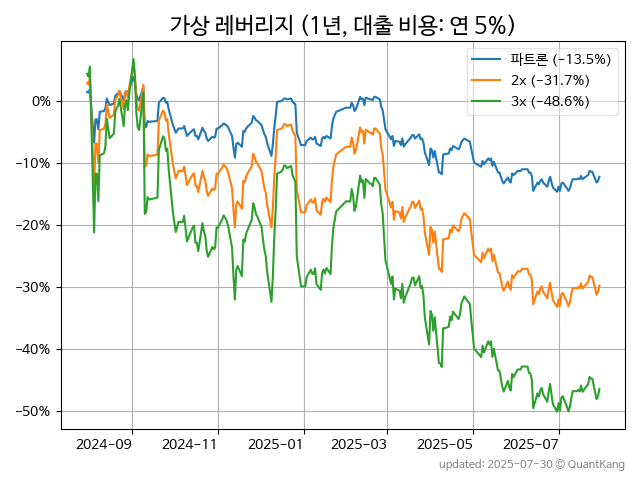 가상 레버리지 (1년, 대출 비용: 연 5%)
파트론 (−13.5%)
2x (−31.7%)
3x (−48.6%)
0%
−10%
−20%
−30%
−40%
−50%
2024-09 2024-11 2025-01 2025-03 2025-05 2025-07
updated: 2025-07-30 © QuantKang